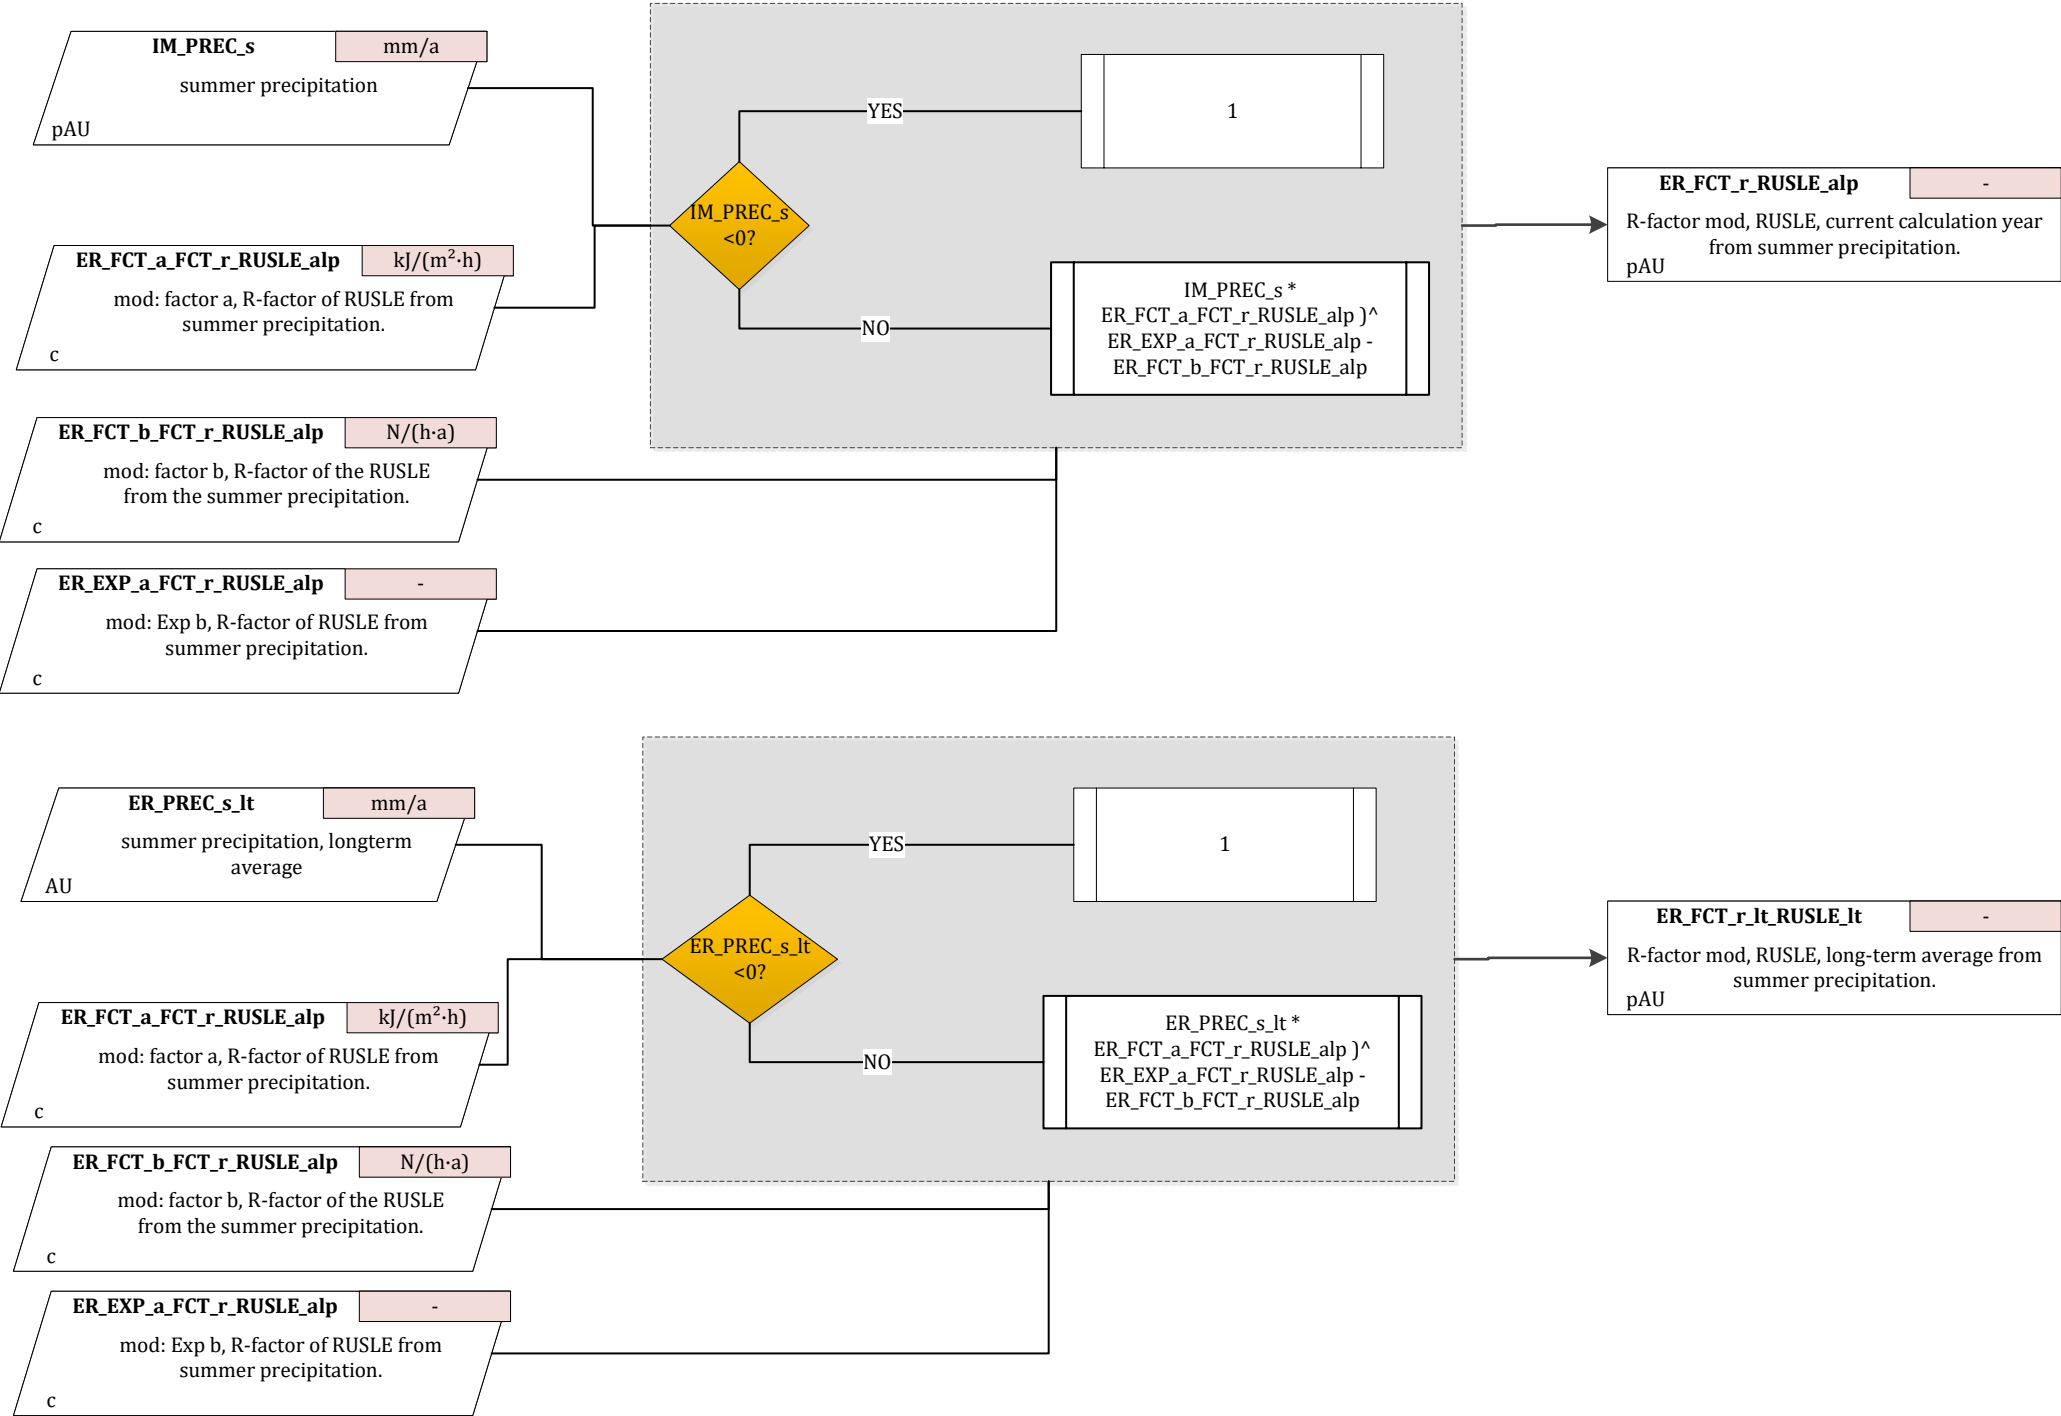 IM_PREC_s
mm/a
summer precipitation
pAU
ER_FCT_a_FCT_r_RUSLE_alp
kJ/(m²·h)
mod: factor a, R-factor of RUSLE from
summer precipitation.
c
ER_FCT_b_FCT_r_RUSLE_alp
N/(h·a)
mod: factor b, R-factor of the RUSLE
from the summer precipitation.
c
ER_EXP_a_FCT_r_RUSLE_alp
-
mod: Exp b, R-factor of RUSLE from
summer precipitation.
c
IM_PREC_s
<0?
YES
1
NO
IM_PREC_s *
ER_FCT_a_FCT_r_RUSLE_alp )^
ER_EXP_a_FCT_r_RUSLE_alp -
ER_FCT_b_FCT_r_RUSLE_alp
ER_FCT_r_RUSLE_alp
-
R-factor mod, RUSLE, current calculation year
from summer precipitation.
pAU
ER_PREC_s_lt
mm/a
summer precipitation, longterm
average
AU
ER_FCT_a_FCT_r_RUSLE_alp
kJ/(m²·h)
mod: factor a, R-factor of RUSLE from
summer precipitation.
c
ER_FCT_b_FCT_r_RUSLE_alp
N/(h·a)
mod: factor b, R-factor of the RUSLE
from the summer precipitation.
c
ER_EXP_a_FCT_r_RUSLE_alp
-
mod: Exp b, R-factor of RUSLE from
summer precipitation.
c
ER_PREC_s_lt
<0?
YES
1
NO
ER_PREC_s_lt *
ER_FCT_a_FCT_r_RUSLE_alp )^
ER_EXP_a_FCT_r_RUSLE_alp -
ER_FCT_b_FCT_r_RUSLE_alp
ER_FCT_r_lt_RUSLE_lt
-
R-factor mod, RUSLE, long-term average from
summer precipitation.
pAU